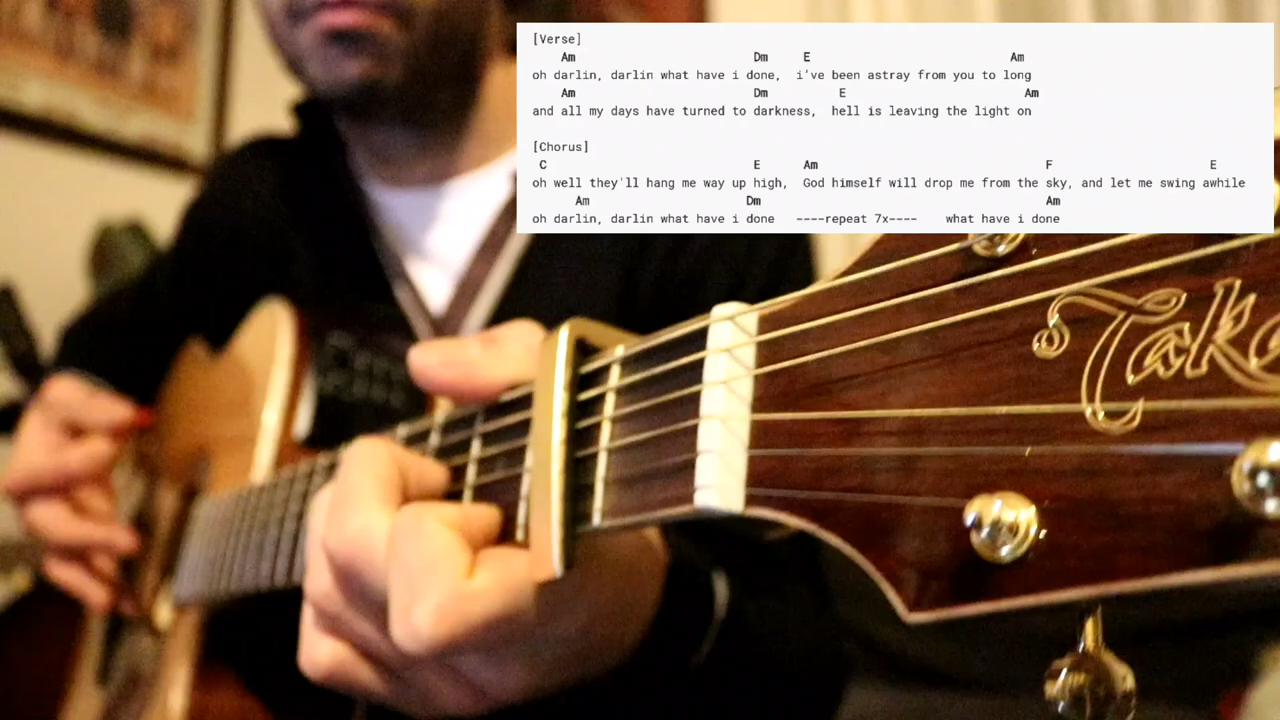 [Verse]
Am Dm E Am
oh darlin, darlin what have i done, i've been astray from you to long
Am Dm E Am
and all my days have turned to darkness, hell is leaving the light on
[Chorus]
C E Am F E
oh well they'll hang me way up high, God himself will drop me from the sky, and let me swing awhile
Am Dm Am
oh darlin, darlin what have i done ----repeat 7x---- what have i done
Tak